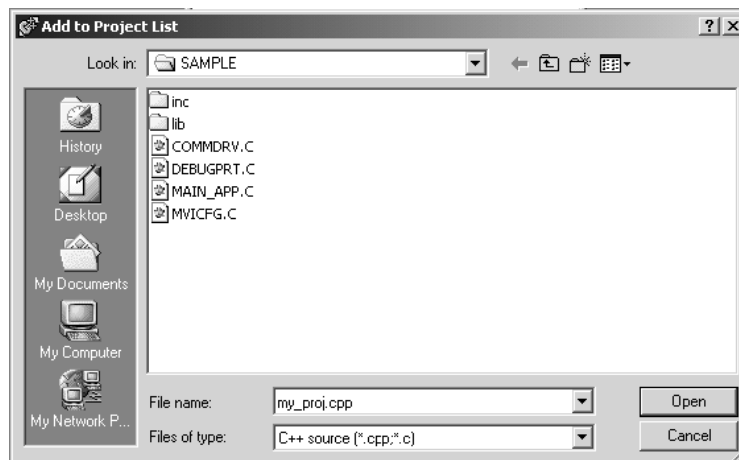 Add to Project List
Look in:
SAMPLE
History
Desktop
My Documents
My Computer
My Network P...
inc
lib
COMMDRV.C
DEBUGPRT.C
MAIN_APP.C
MVICFG.C
File name:
my_proj.cpp
Open
Files of type:
C++ source (*.cpp;*.c)
Cancel